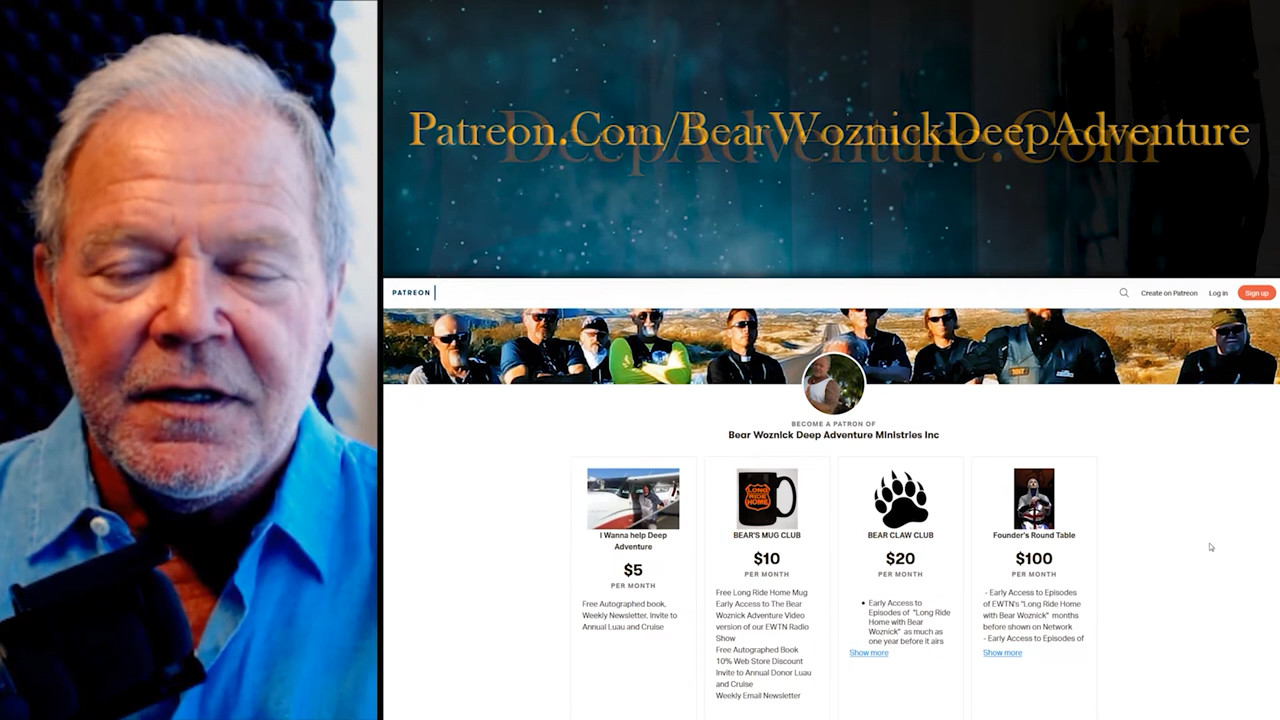 Patreon.Com/BearWoznickDeepAdventure
DeepAdventure.Com
PATREON
Create on Patreon
Log in
Sign up
BECOME A PATRON OF
Bear Woznick Deep Adventure Ministries Inc
I Wanna help Deep
Adventure
$5
PER MONTH
Free Autographed book,
Weekly Newsletter, Invite to
Annual Luau and Cruise
LONG
RIDE
HOME
BEAR'S MUG CLUB
$10
PER MONTH
Free Long Ride Home Mug
Early Access to The Bear
Woznick Adventure Video
version of our EWTN Radio
Show
Free Autographed Book
10% Web Store Discount
Invite to Annual Donor Luau
and Cruise
Weekly Email Newsletter
BEAR CLAW CLUB
$20
PER MONTH
• Early Access to
Episodes of "Long Ride
Home with Bear
Woznick" as much as
one year before it airs
Show more
Founder's Round Table
$100
PER MONTH
- Early Access to Episodes
of EWTN's "Long Ride Home
with Bear Woznick" months
before shown on Network
- Early Access to Episodes of
Show more